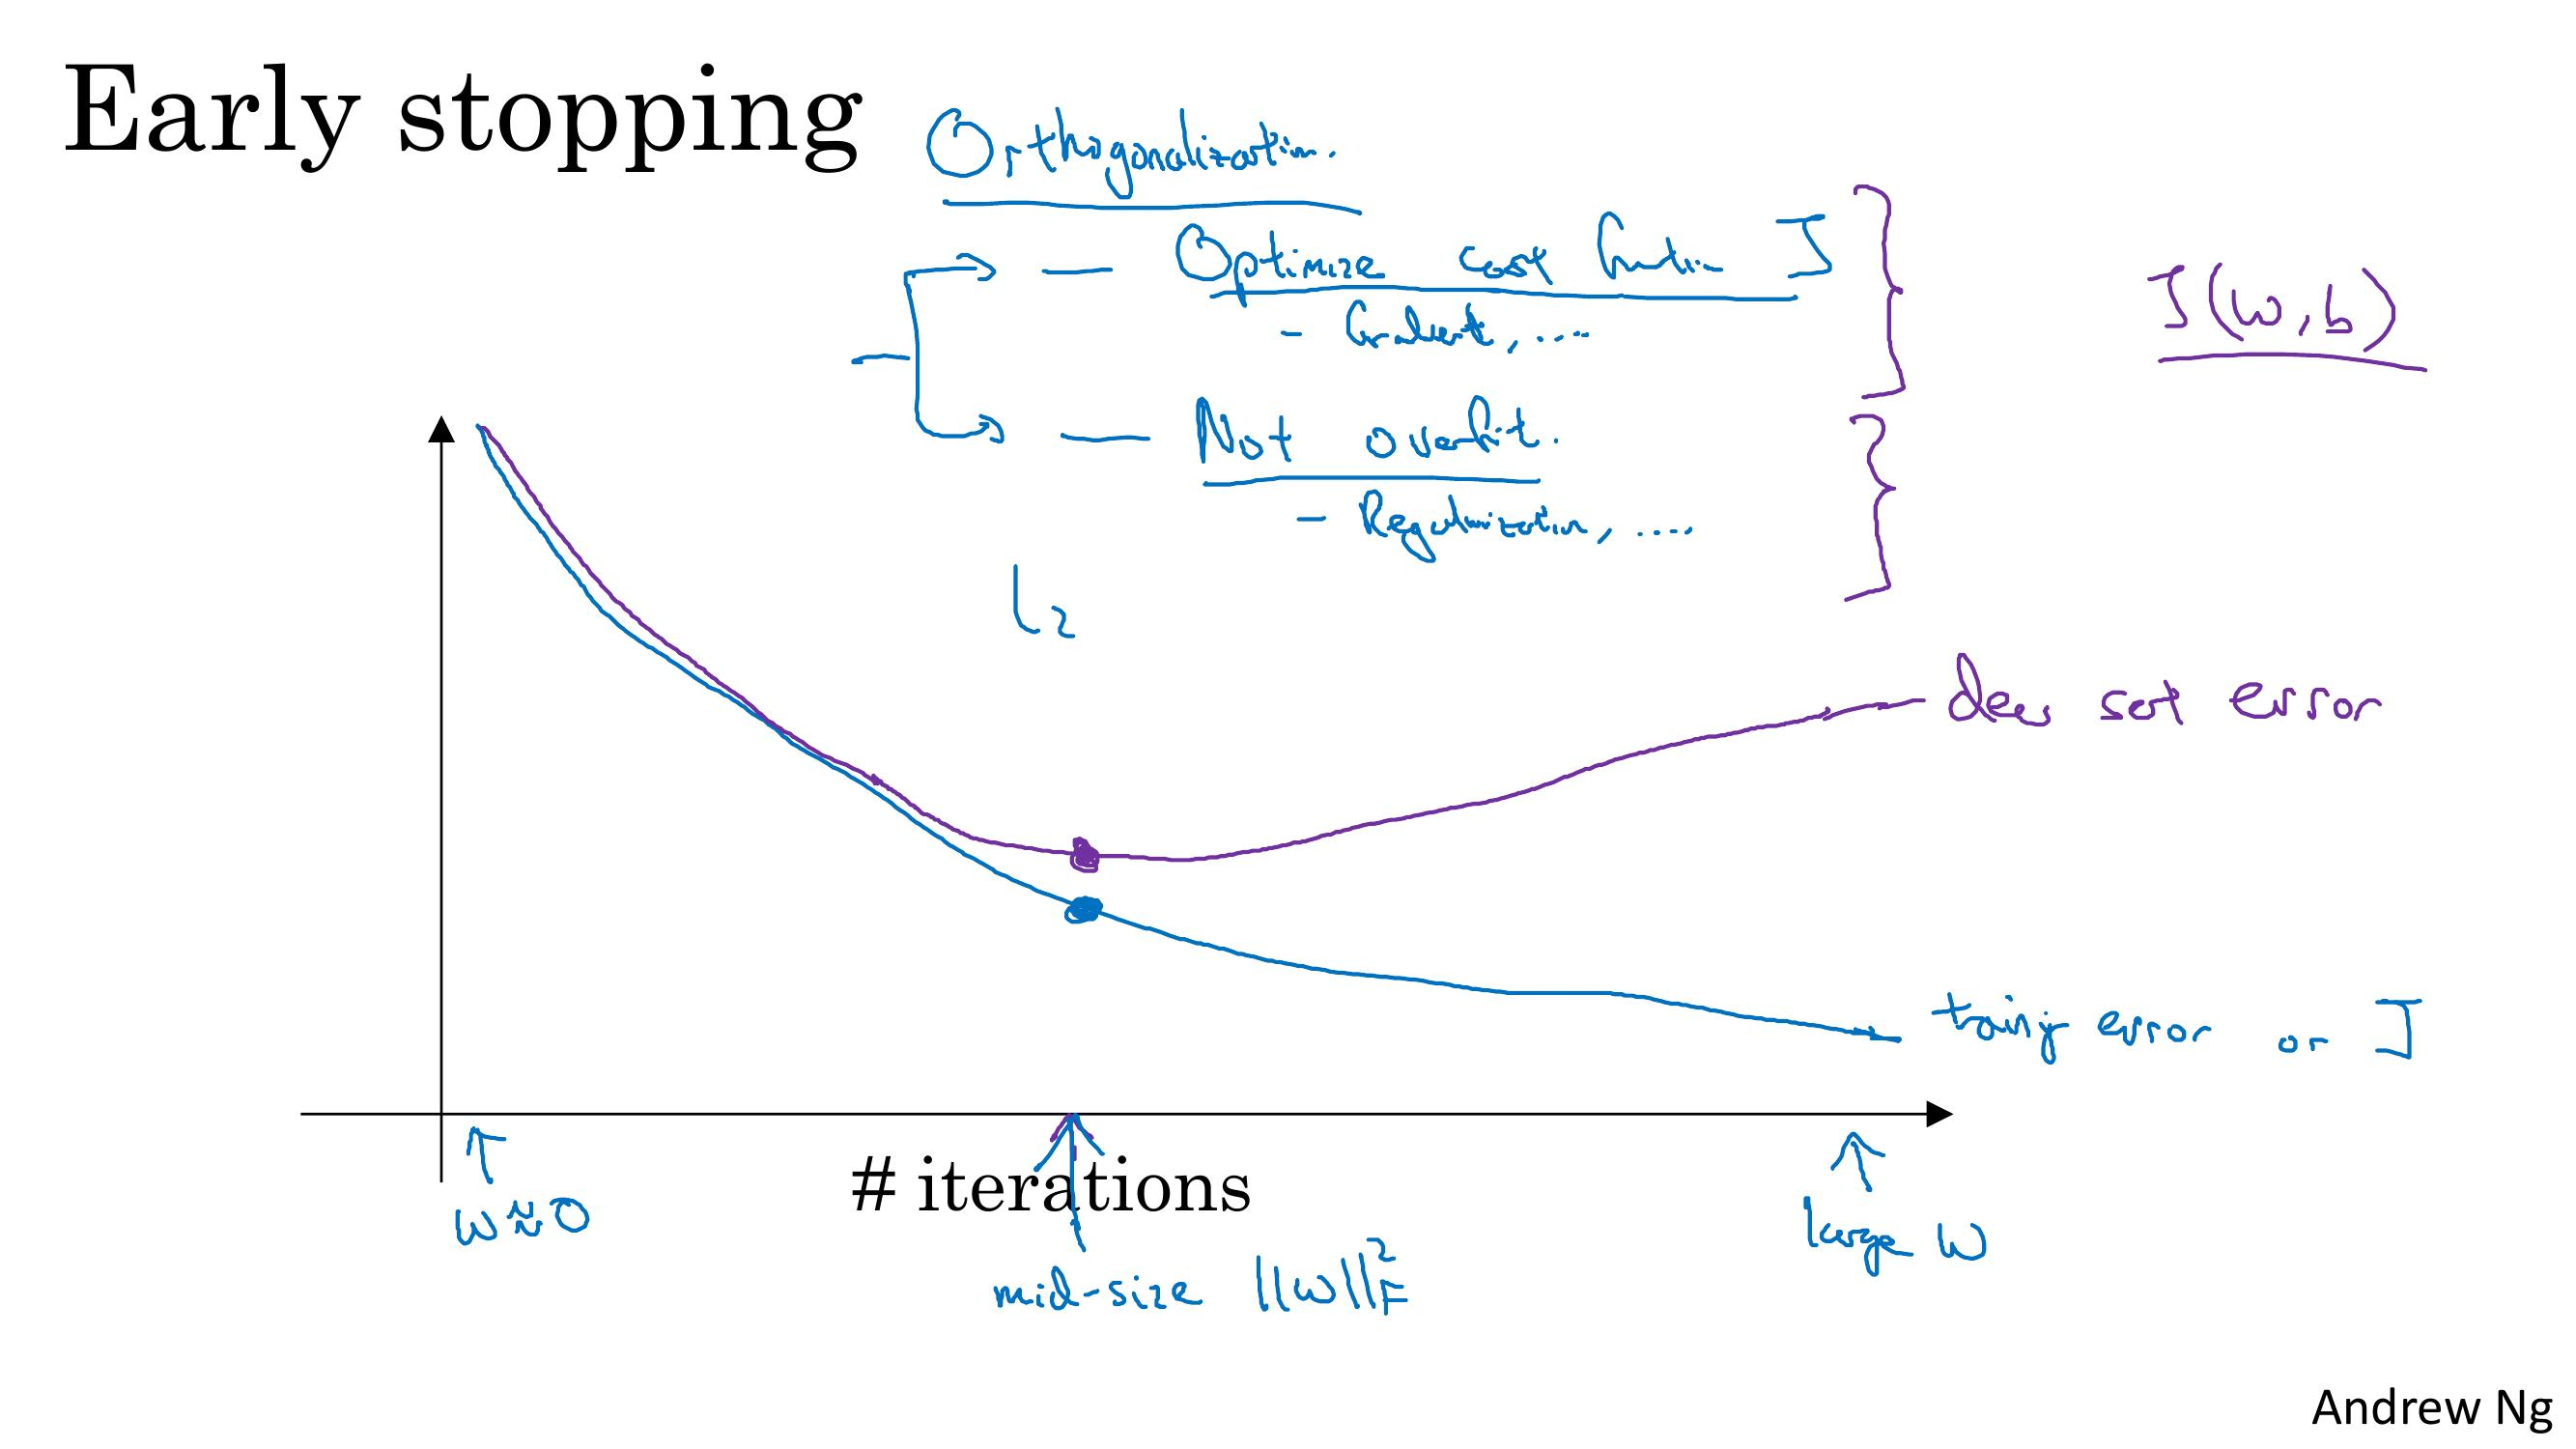 Early stopping
Orthogonalization.
— Optimize cost function J
- Gradient, ....
J(w,b)
— Not overfit.
- Regularization, ....
L2
dev set error
training error or J
# iterations
w≈0
large w
mid-size ||w||²_F
Andrew Ng